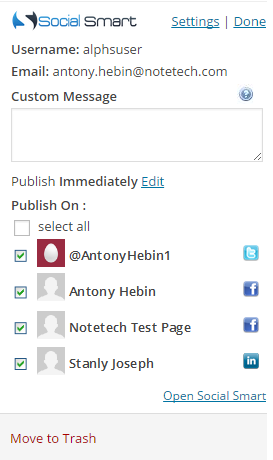 Social Smart Settings | Done
Username: alphsuser
Email: antony.hebin@notetech.com
Custom Message
Publish Immediately Edit
Publish On :
select all
@AntonyHebin1
Antony Hebin
Notetech Test Page
Stanly Joseph
Open Social Smart
Move to Trash